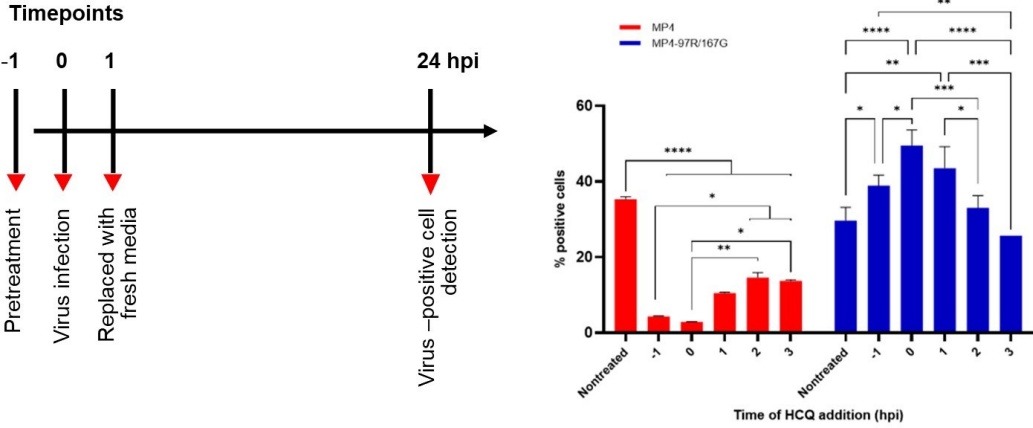 Timepoints
-1 0 1 24 hpi
Pretreatment
Virus infection
Replaced with
fresh media
Virus –positive cell
detection
MP4
MP4-97R/167G
**
**** ****
** ***
***
* * *
****
*
*
**
% positive cells
60
40
20
0
Nontreated -1 0 1 2 3 Nontreated -1 0 1 2 3
Time of HCQ addition (hpi)